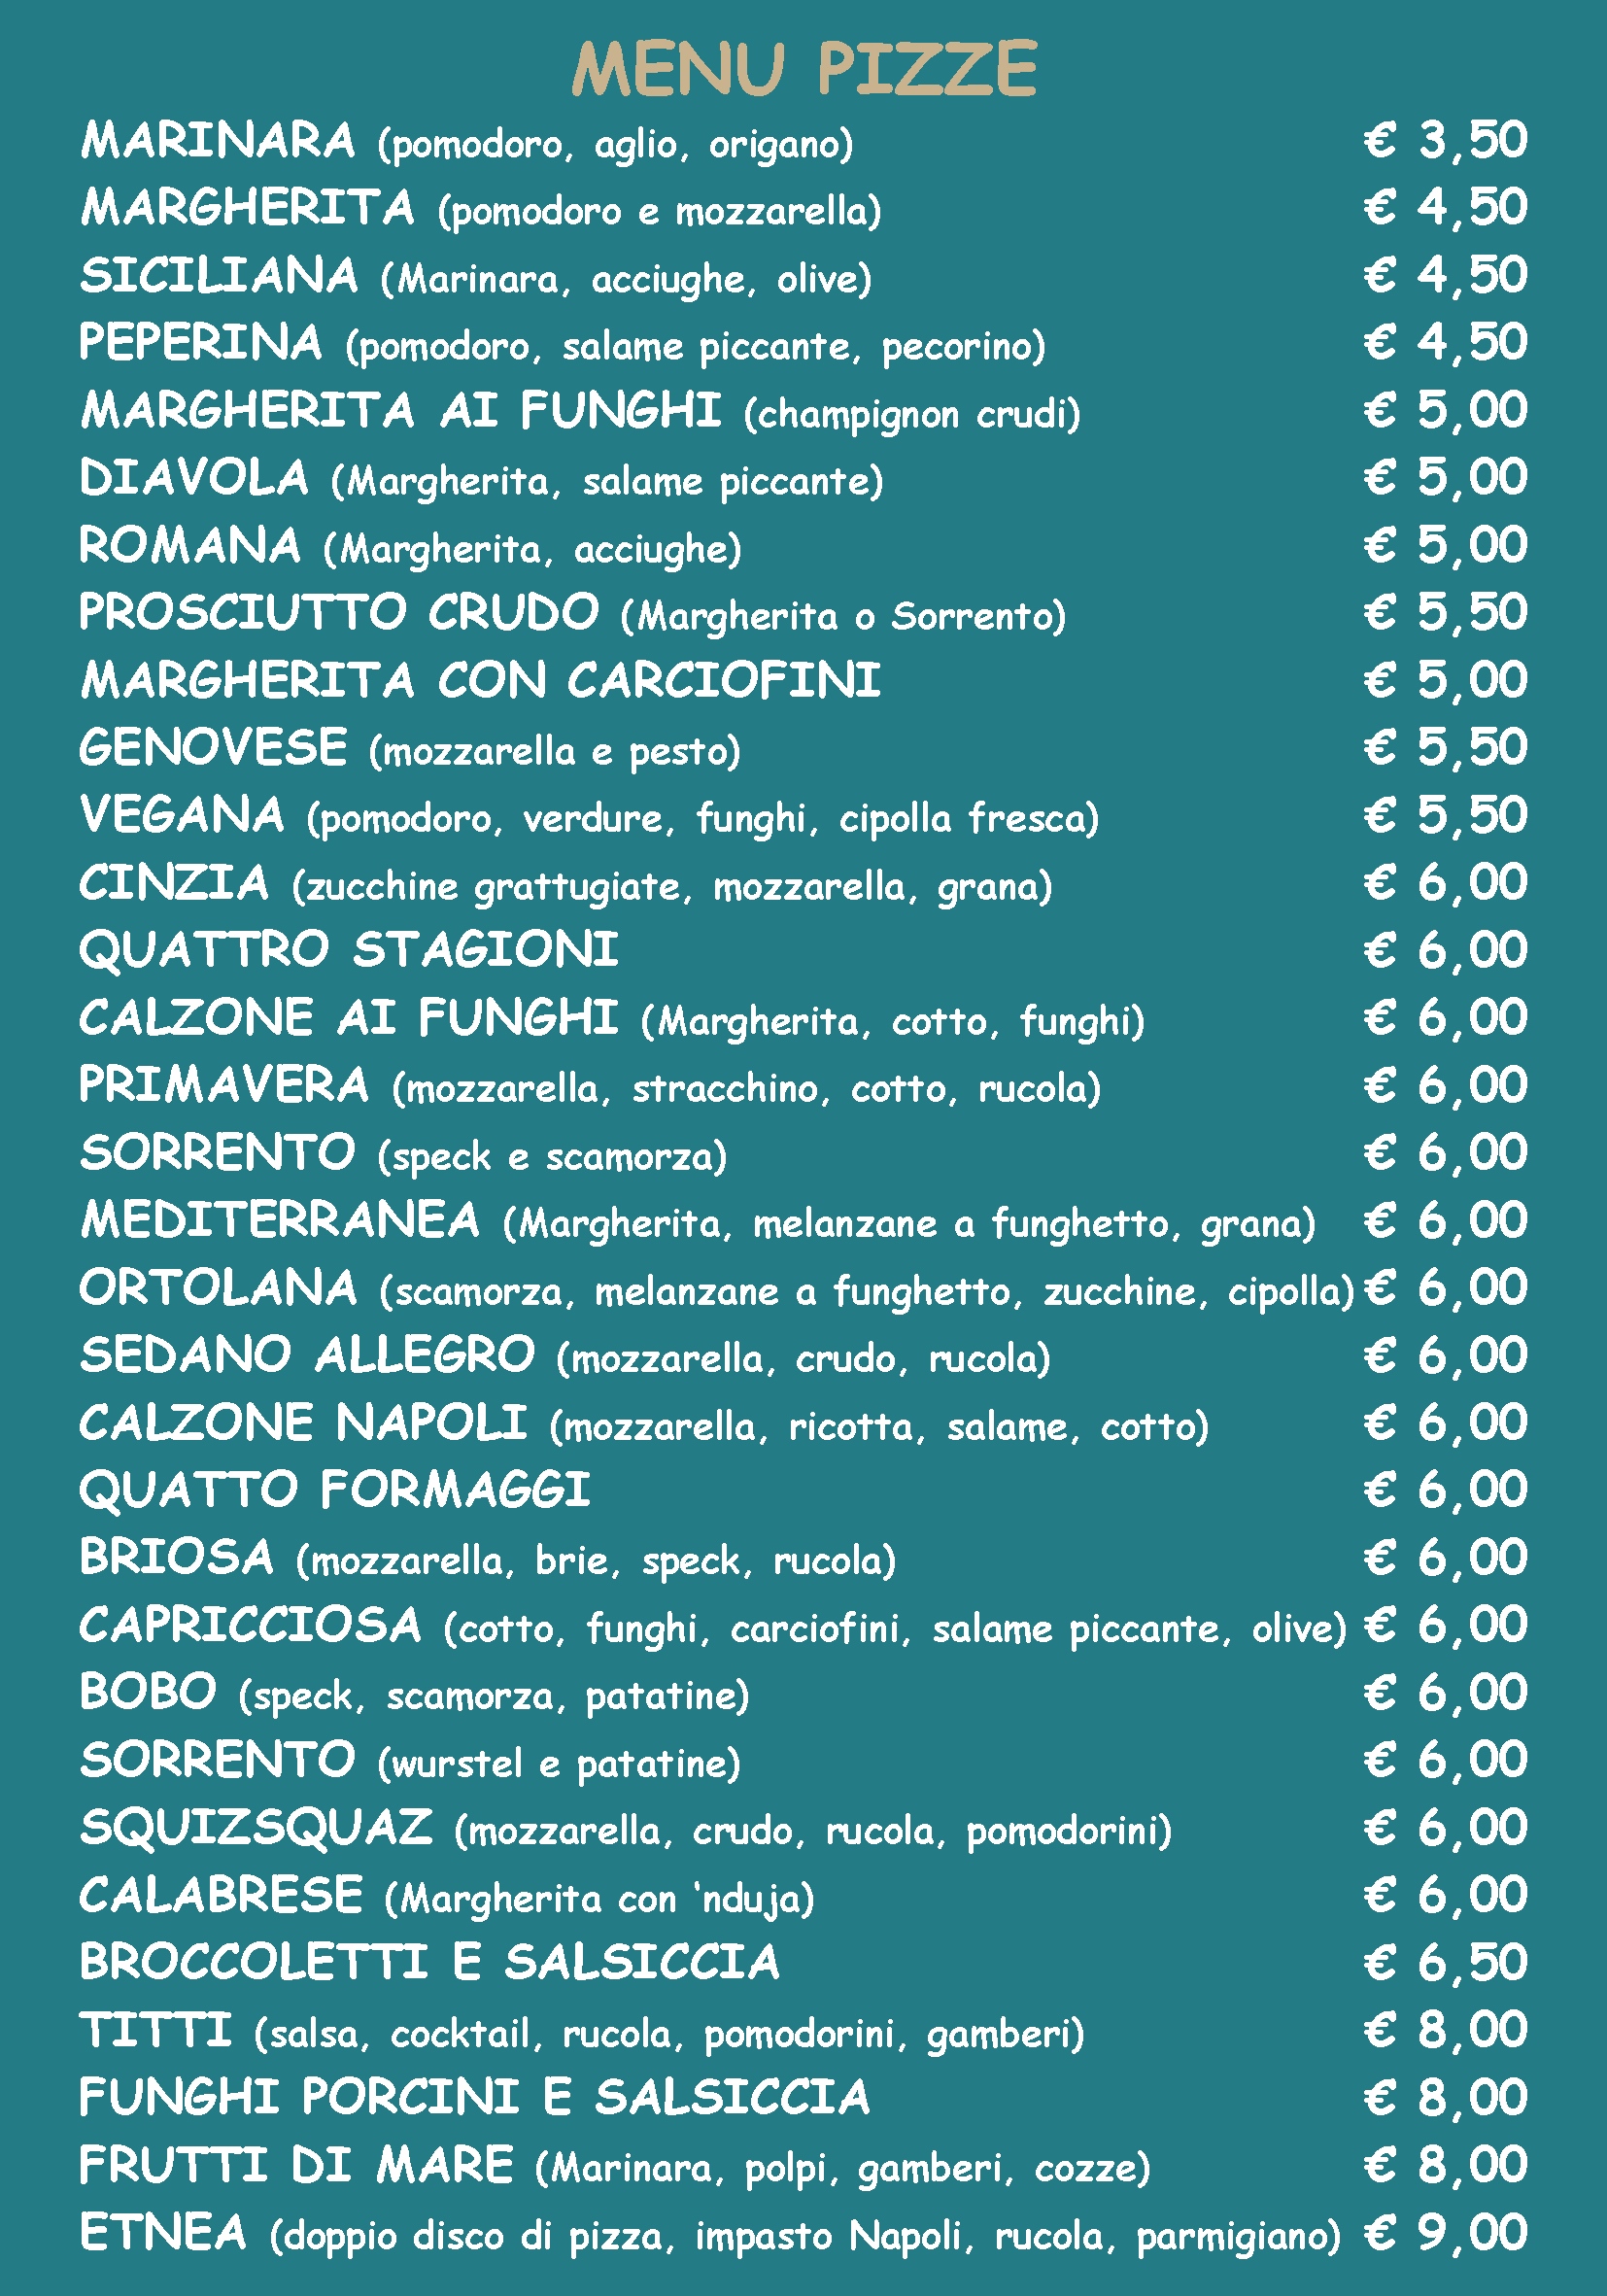 MENU PIZZE
MARINARA (pomodoro, aglio, origano) € 3,50
MARGHERITA (pomodoro e mozzarella) € 4,50
SICILIANA (Marinara, acciughe, olive) € 4,50
PEPERINA (pomodoro, salame piccante, pecorino) € 4,50
MARGHERITA AI FUNGHI (champignon crudi) € 5,00
DIAVOLA (Margherita, salame piccante) € 5,00
ROMANA (Margherita, acciughe) € 5,00
PROSCIUTTO CRUDO (Margherita o Sorrento) € 5,50
MARGHERITA CON CARCIOFINI € 5,00
GENOVESE (mozzarella e pesto) € 5,50
VEGANA (pomodoro, verdure, funghi, cipolla fresca) € 5,50
CINZIA (zucchine grattugiate, mozzarella, grana) € 6,00
QUATTRO STAGIONI € 6,00
CALZONE AI FUNGHI (Margherita, cotto, funghi) € 6,00
PRIMAVERA (mozzarella, stracchino, cotto, rucola) € 6,00
SORRENTO (speck e scamorza) € 6,00
MEDITERRANEA (Margherita, melanzane a funghetto, grana) € 6,00
ORTOLANA (scamorza, melanzane a funghetto, zucchine, cipolla) € 6,00
SEDANO ALLEGRO (mozzarella, crudo, rucola) € 6,00
CALZONE NAPOLI (mozzarella, ricotta, salame, cotto) € 6,00
QUATTO FORMAGGI € 6,00
BRIOSA (mozzarella, brie, speck, rucola) € 6,00
CAPRICCIOSA (cotto, funghi, carciofini, salame piccante, olive) € 6,00
BOBO (speck, scamorza, patatine) € 6,00
SORRENTO (wurstel e patatine) € 6,00
SQUIZSQUAZ (mozzarella, crudo, rucola, pomodorini) € 6,00
CALABRESE (Margherita con ‘nduja) € 6,00
BROCCOLETTI E SALSICCIA € 6,50
TITTI (salsa, cocktail, rucola, pomodorini, gamberi) € 8,00
FUNGHI PORCINI E SALSICCIA € 8,00
FRUTTI DI MARE (Marinara, polpi, gamberi, cozze) € 8,00
ETNEA (doppio disco di pizza, impasto Napoli, rucola, parmigiano) € 9,00